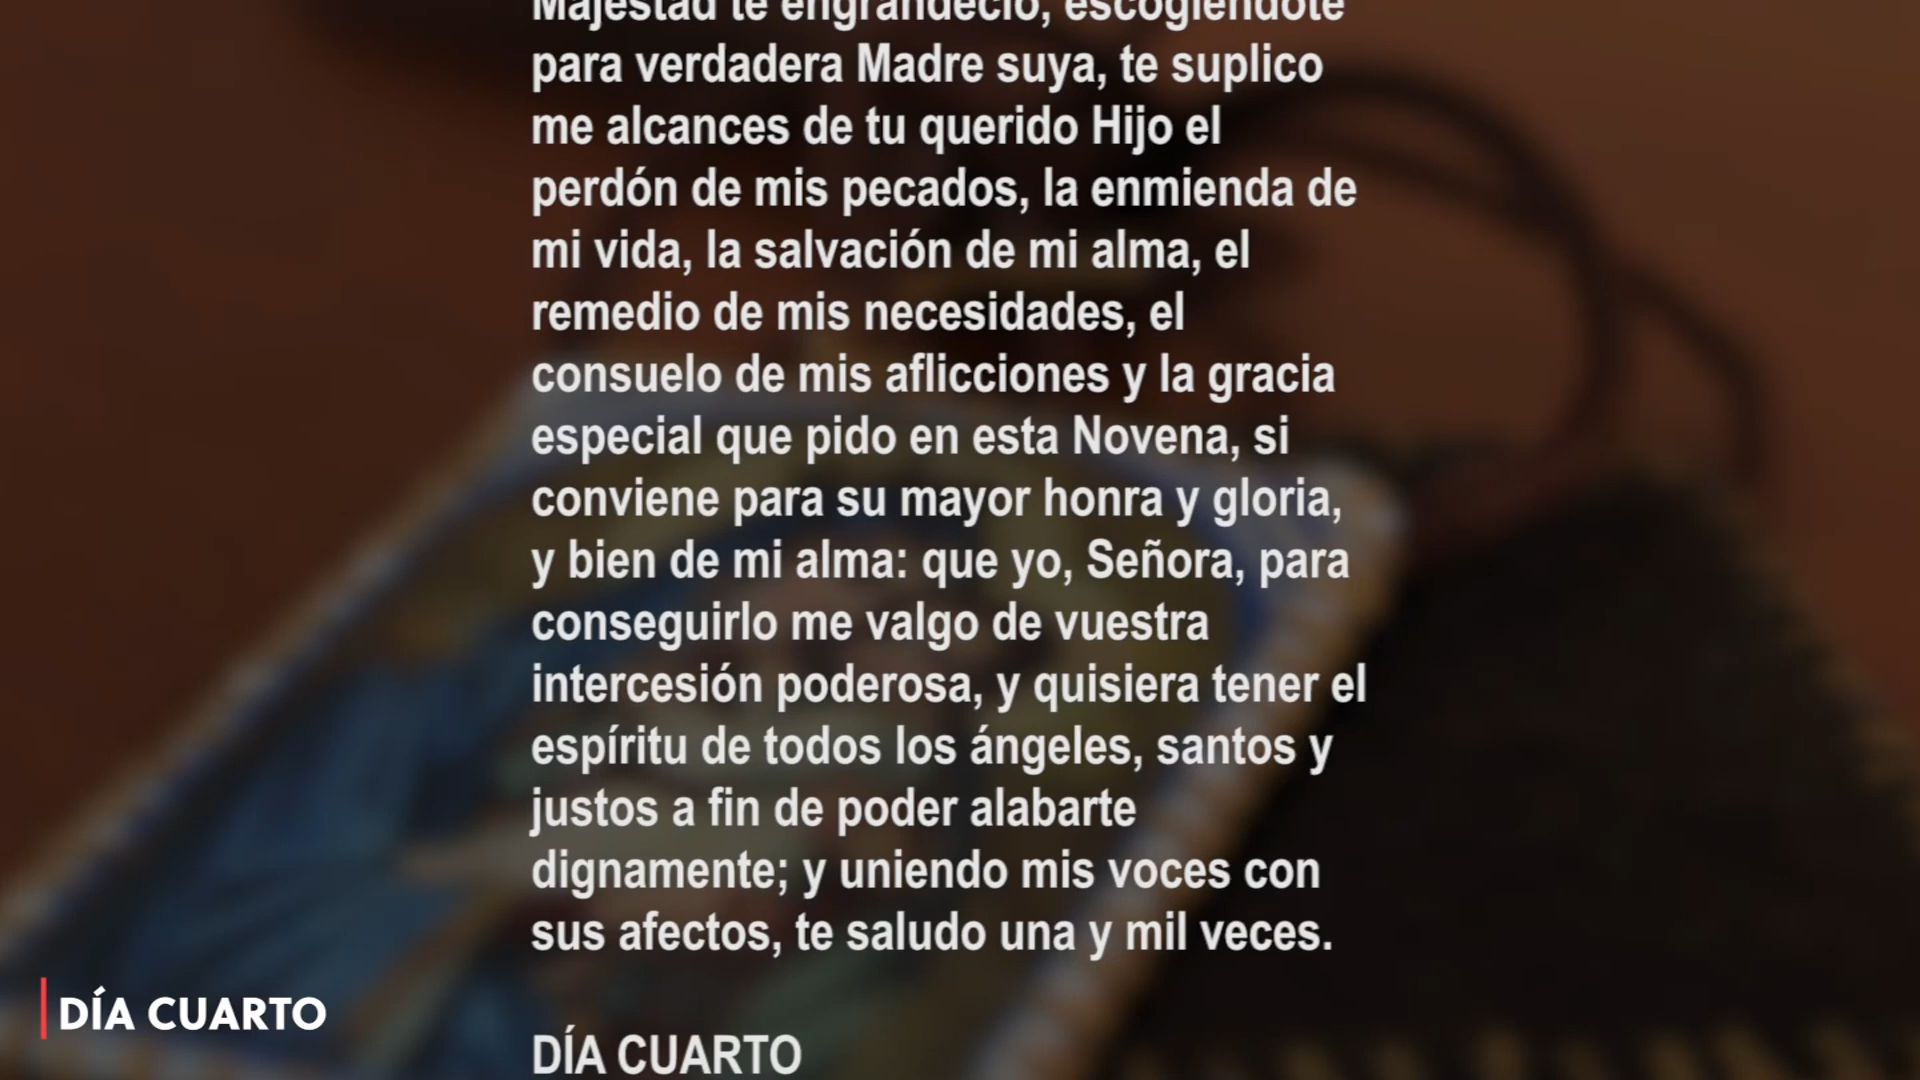 Majestad te engrandeció, escogiéndote
para verdadera Madre suya, te suplico
me alcances de tu querido Hijo el
perdón de mis pecados, la enmienda de
mi vida, la salvación de mi alma, el
remedio de mis necesidades, el
consuelo de mis aflicciones y la gracia
especial que pido en esta Novena, si
conviene para su mayor honra y gloria,
y bien de mi alma: que yo, Señora, para
conseguirlo me valgo de vuestra
intercesión poderosa, y quisiera tener el
espíritu de todos los ángeles, santos y
justos a fin de poder alabarte
dignamente; y uniendo mis voces con
sus afectos, te saludo una y mil veces.
DÍA CUARTO
DÍA CUARTO